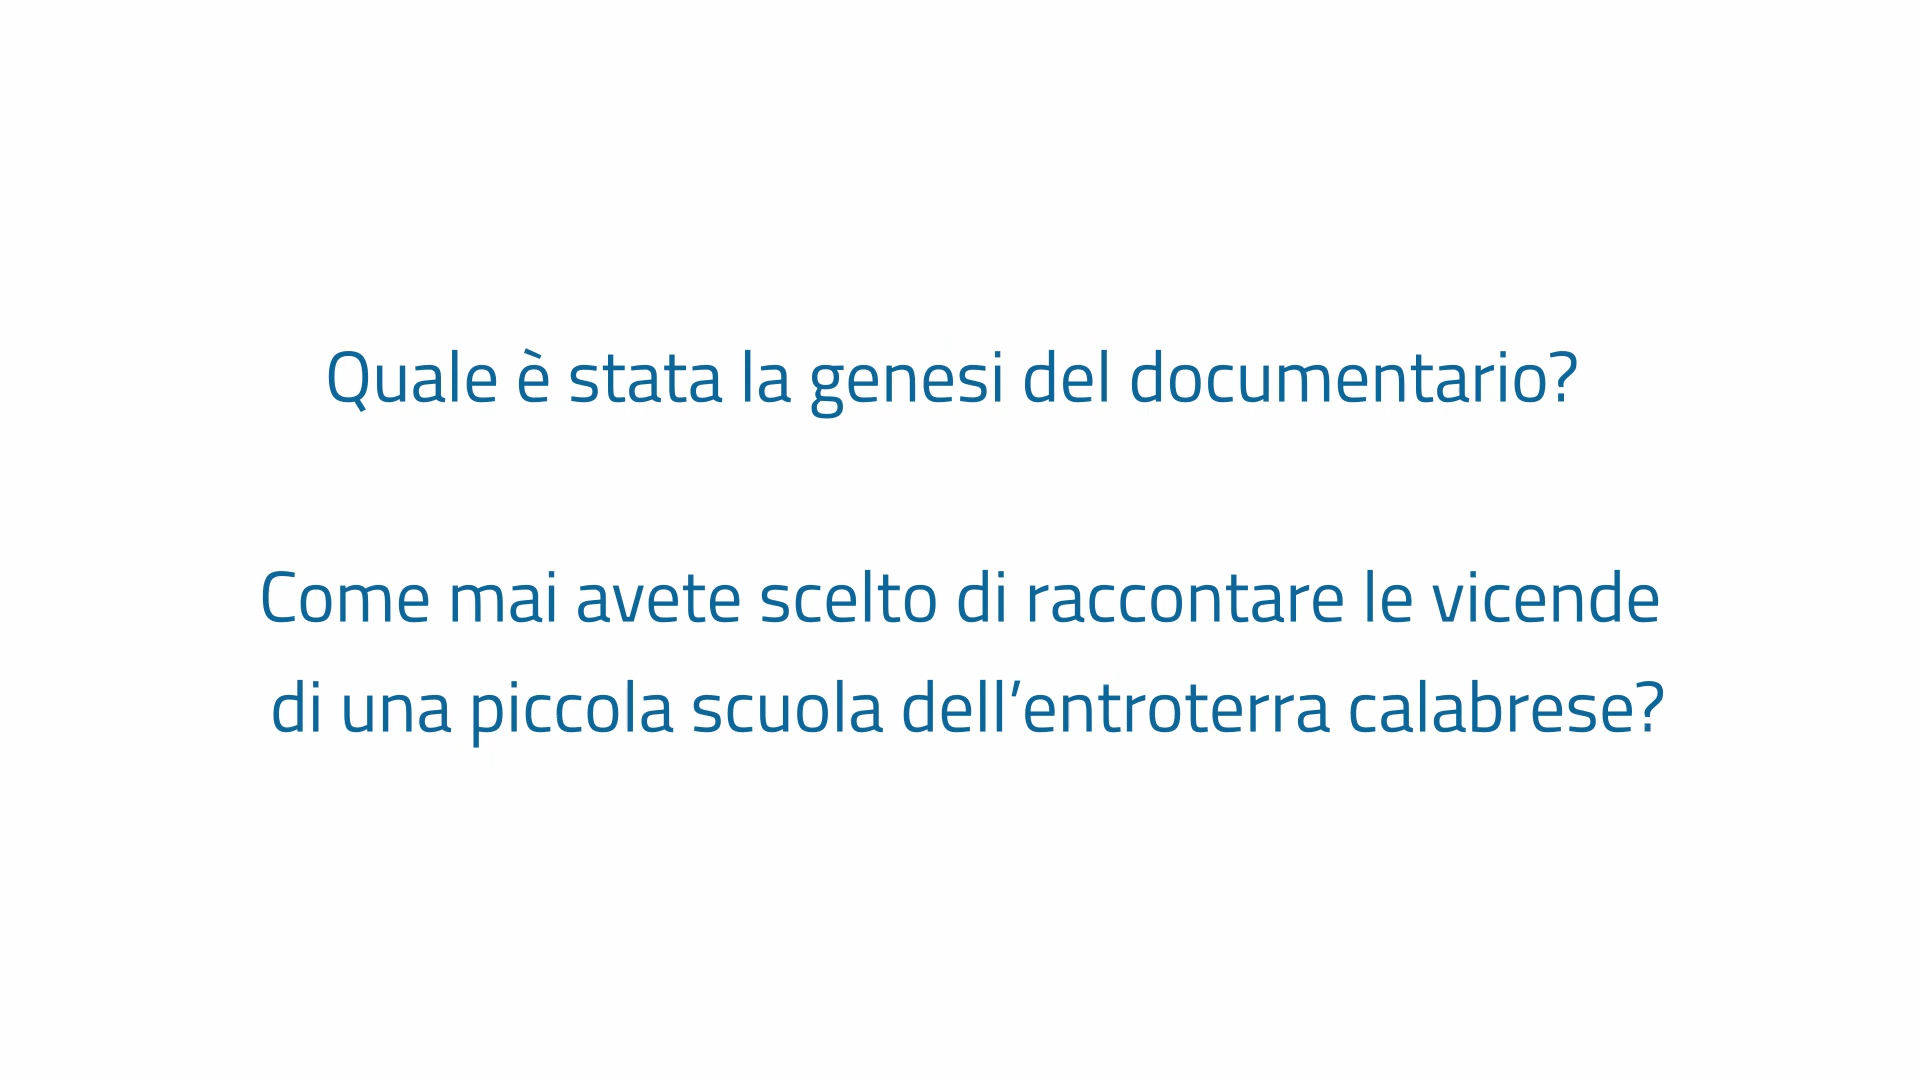 Quale è stata la genesi del documentario?
Come mai avete scelto di raccontare le vicende
di una piccola scuola dell’entroterra calabrese?